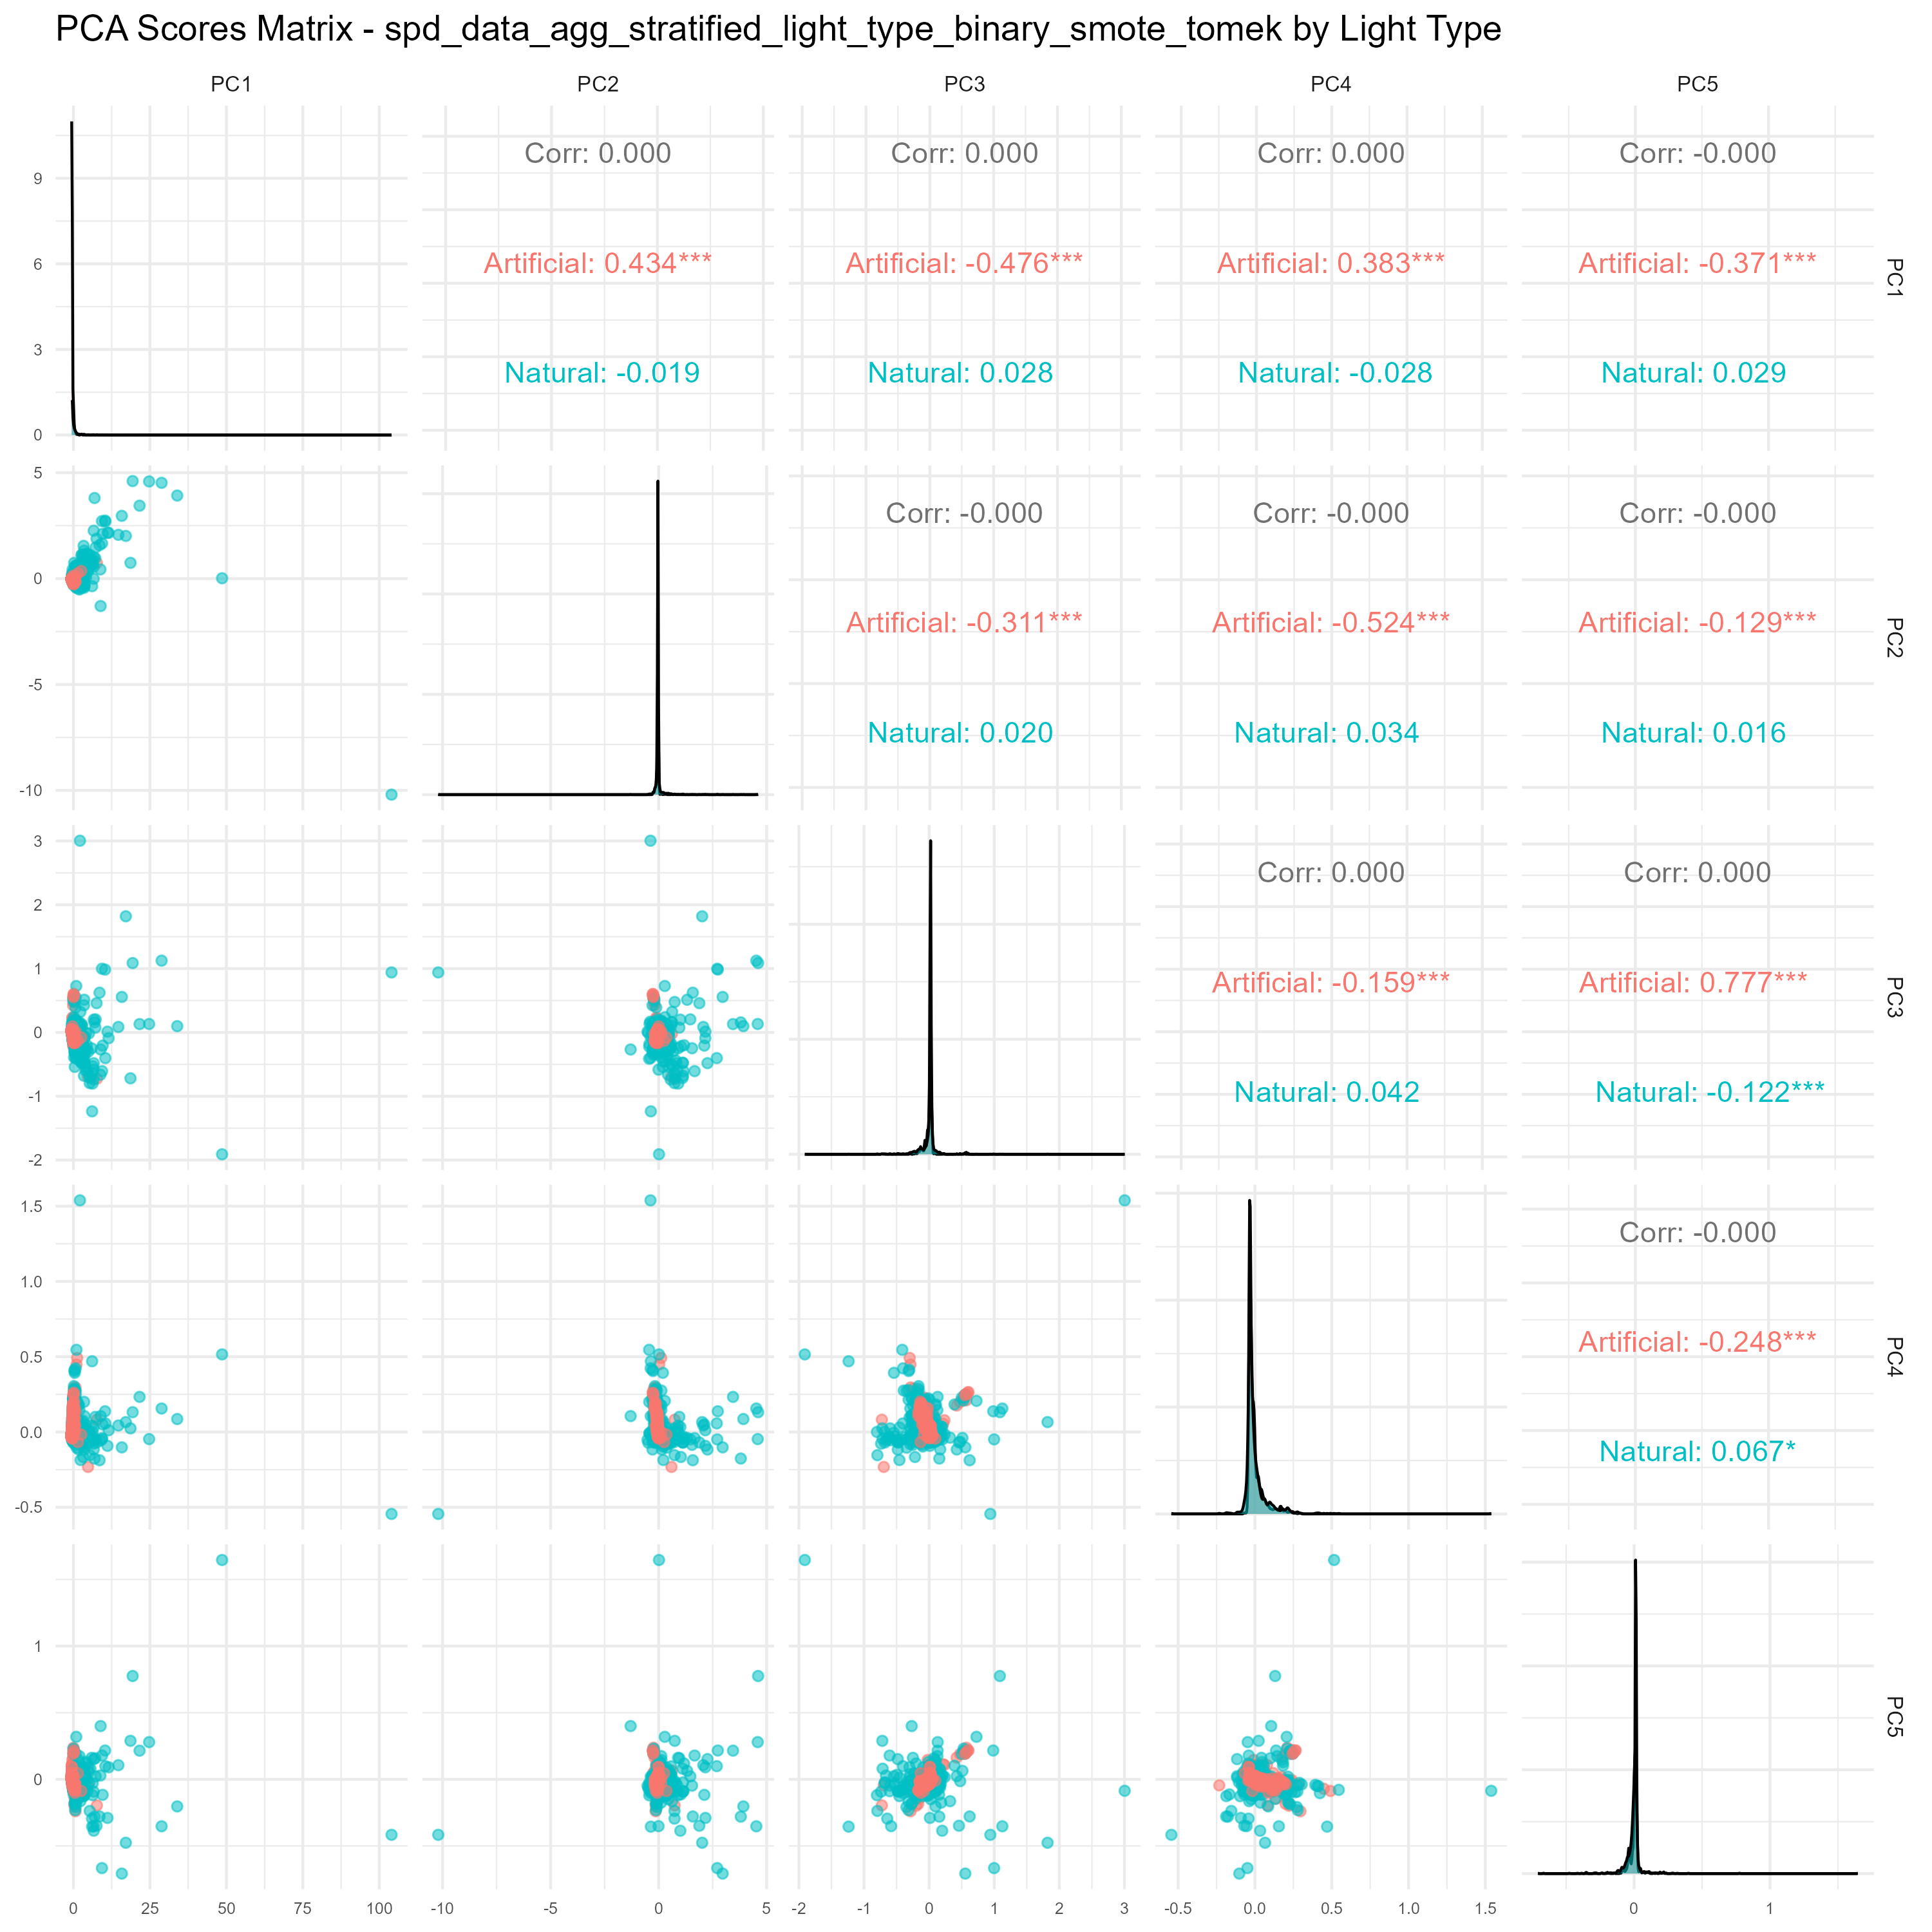 PCA Scores Matrix - spd_data_agg_stratified_light_type_binary_smote_tomek by Light Type
PC1 PC2 PC3 PC4 PC5
9
6
3
0
Corr: 0.000
Artificial: 0.434***
Natural: -0.019
Corr: 0.000
Artificial: -0.476***
Natural: 0.028
Corr: 0.000
Artificial: 0.383***
Natural: -0.028
Corr: -0.000
Artificial: -0.371***
Natural: 0.029
PC1
5
0
-5
-10
Corr: -0.000
Artificial: -0.311***
Natural: 0.020
Corr: -0.000
Artificial: -0.524***
Natural: 0.034
Corr: -0.000
Artificial: -0.129***
Natural: 0.016
PC2
3
2
1
0
-1
-2
Corr: 0.000
Artificial: -0.159***
Natural: 0.042
Corr: 0.000
Artificial: 0.777***
Natural: -0.122***
PC3
1.5
1.0
0.5
0.0
-0.5
Corr: -0.000
Artificial: -0.248***
Natural: 0.067*
PC4
1
0
PC5
0 25 50 75 100
-10 -5 0 5
-2 -1 0 1 2 3
-0.5 0.0 0.5 1.0 1.5
0 1